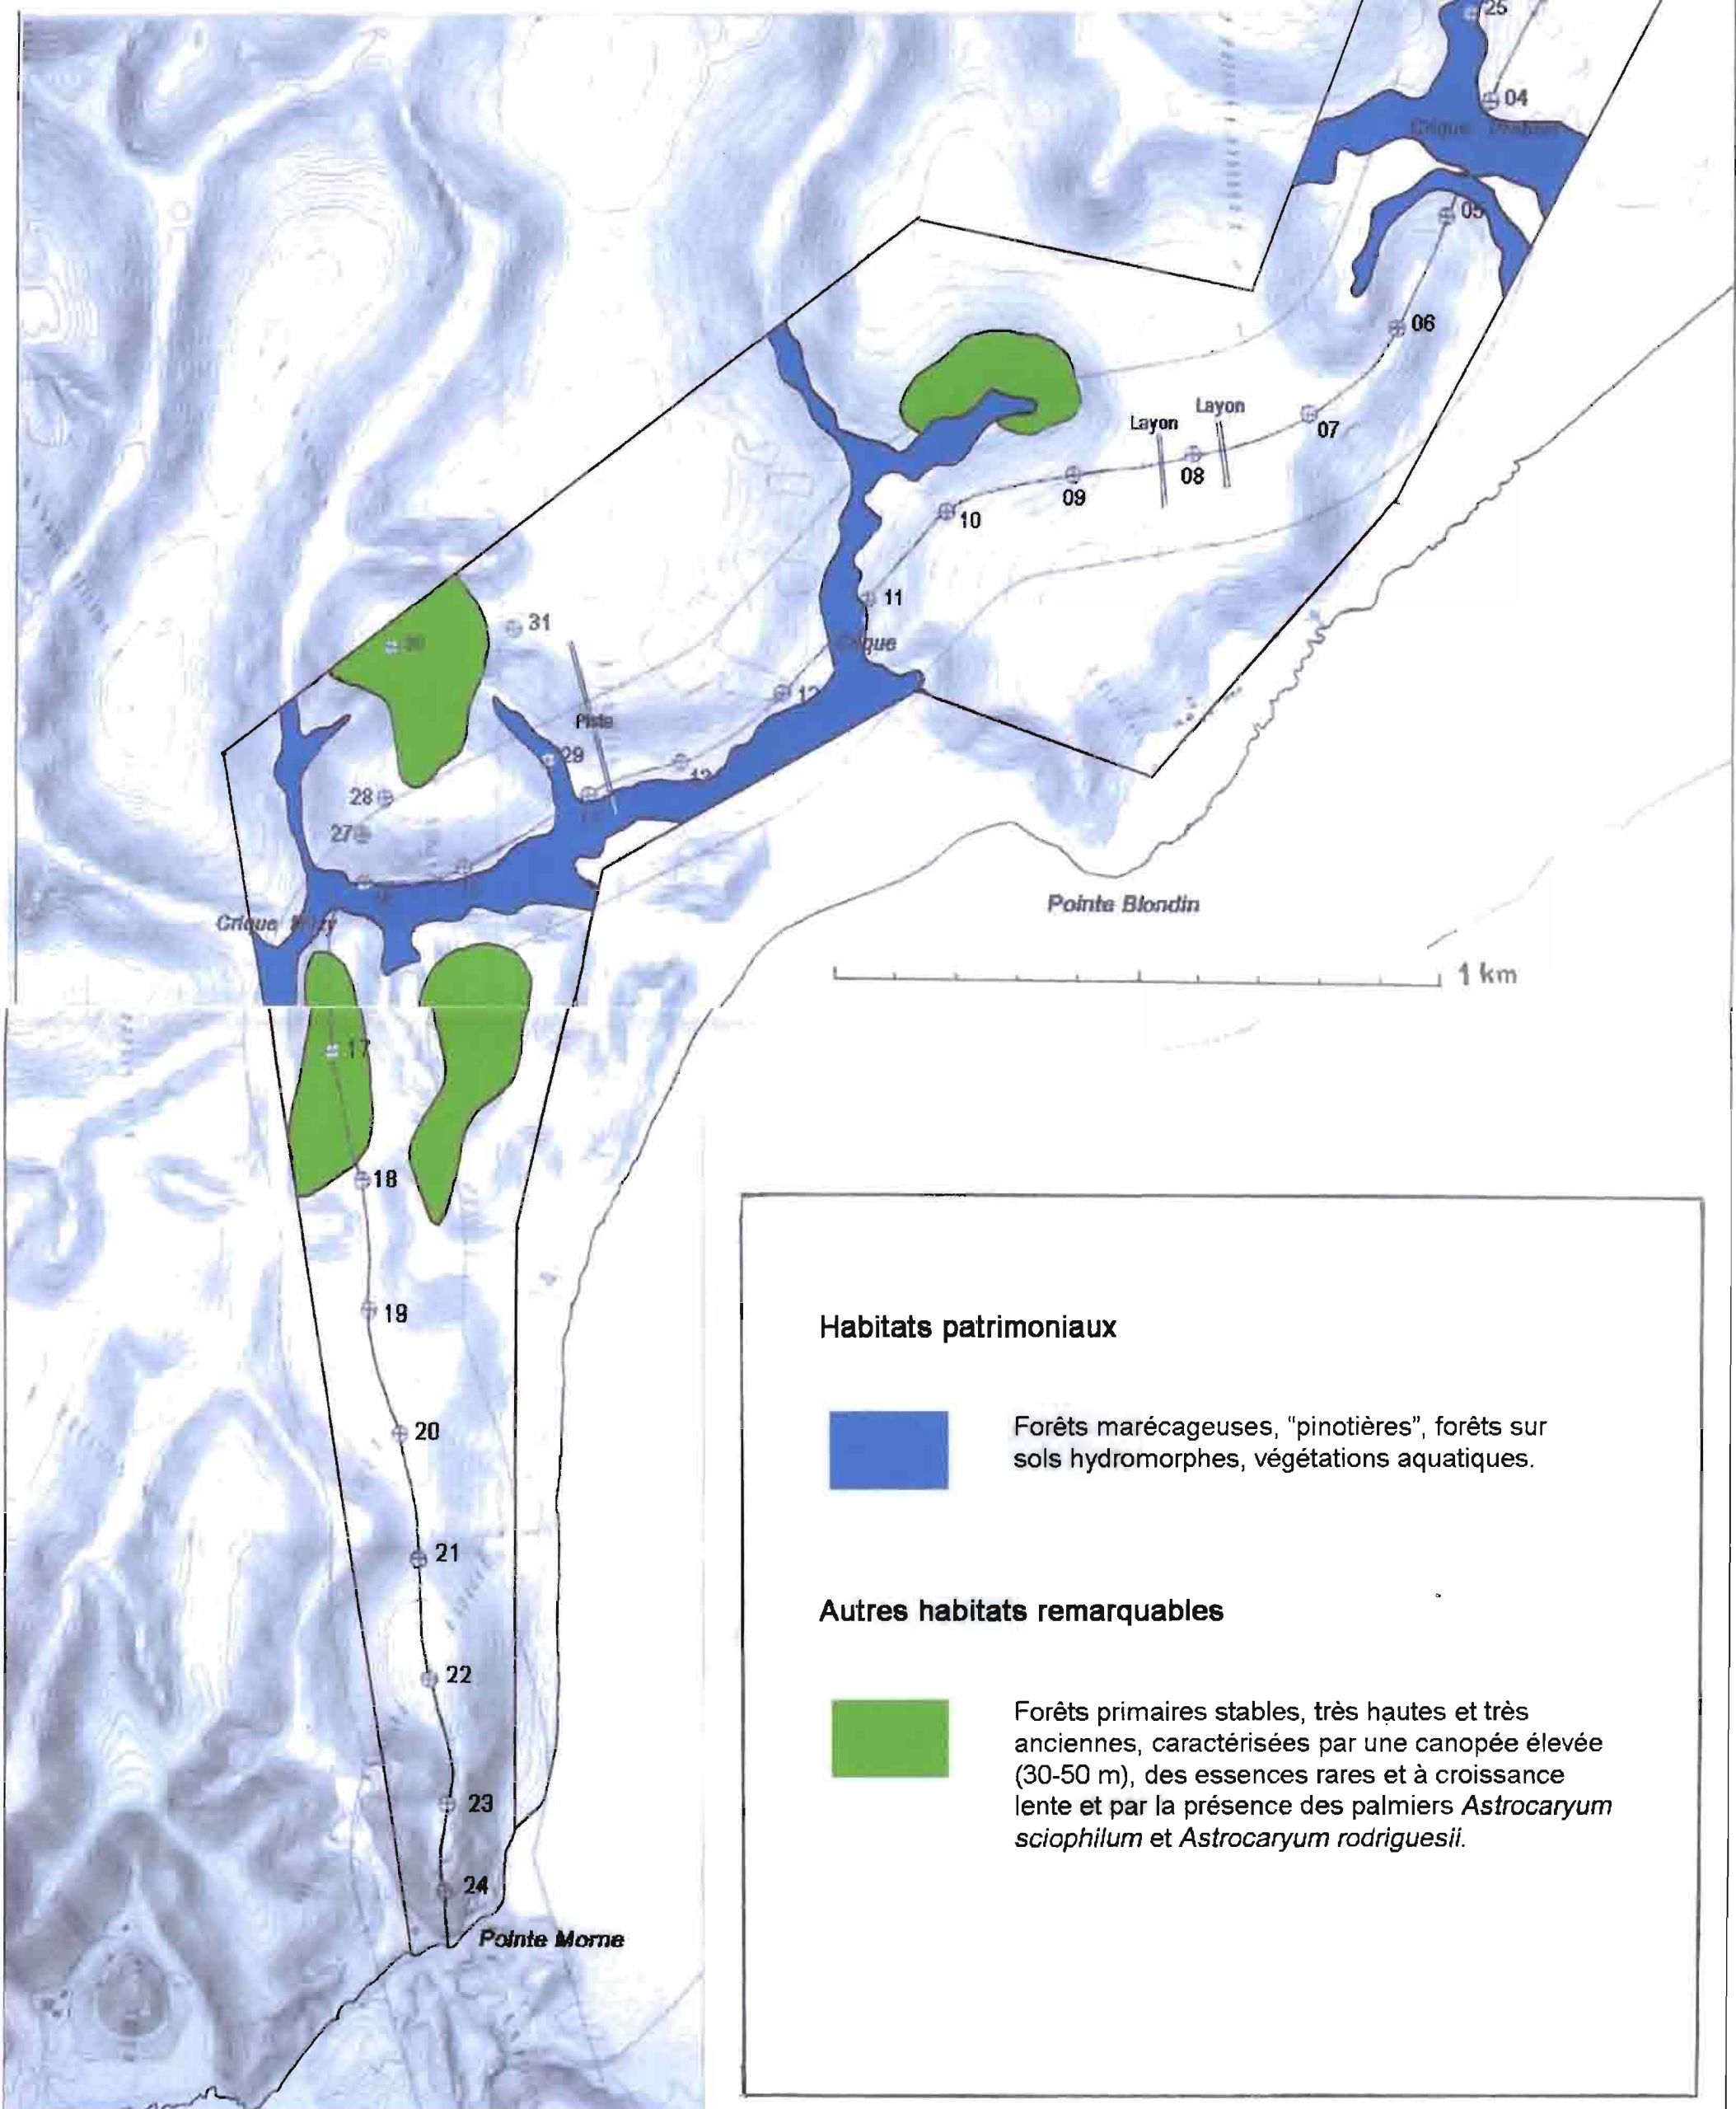 25
04
05
06
Layon
Layon
07
08
09
10
11
31
30
12
Piste
29
28
27
Crique
Pointe Blondin
1 km
17
18
19
20
21
22
23
24
Pointe Morne
Habitats patrimoniaux
Forêts marécageuses, “pinotières”, forêts sur
sols hydromorphes, végétations aquatiques.
Autres habitats remarquables
Forêts primaires stables, très hautes et très
anciennes, caractérisées par une canopée élevée
(30-50 m), des essences rares et à croissance
lente et par la présence des palmiers Astrocaryum
sciophilum et Astrocaryum rodriguesii.